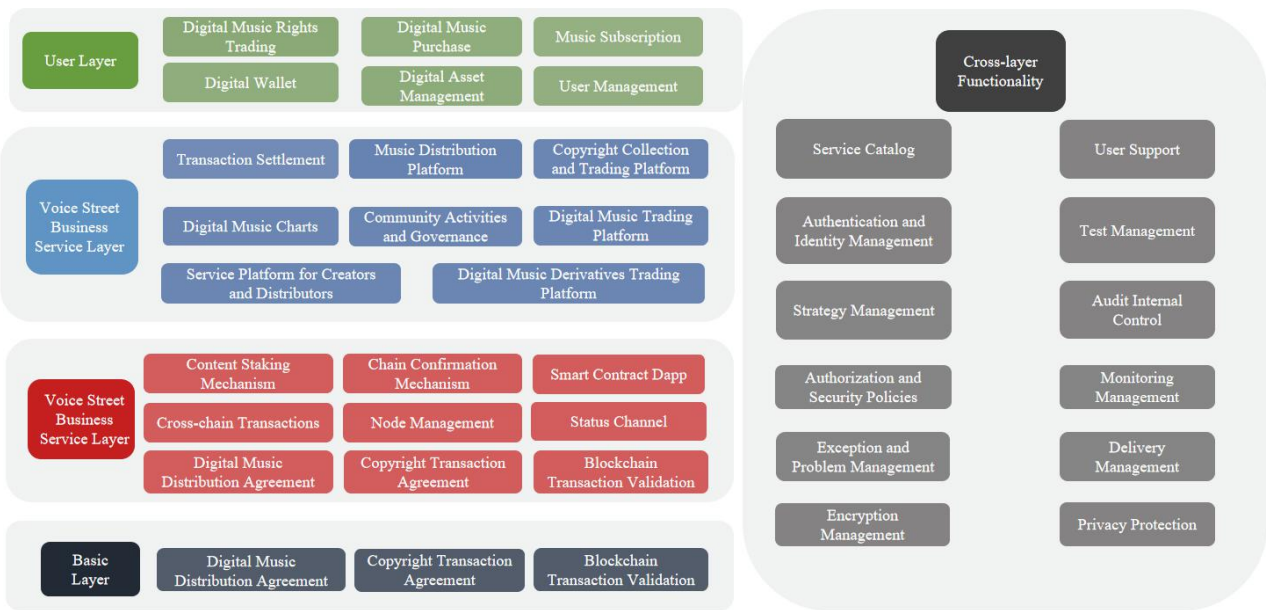 User Layer
Digital Music Rights
Trading
Digital Music
Purchase
Music Subscription
Digital Wallet
Digital Asset
Management
User Management
Voice Street
Business
Service Layer
Transaction Settlement
Music Distribution
Platform
Copyright Collection
and Trading Platform
Digital Music Charts
Community Activities
and Governance
Digital Music Trading
Platform
Service Platform for Creators
and Distributors
Digital Music Derivatives Trading
Platform
Voice Street
Business
Service Layer
Content Staking
Mechanism
Chain Confirmation
Mechanism
Smart Contract Dapp
Cross-chain Transactions
Node Management
Status Channel
Digital Music
Distribution Agreement
Copyright Transaction
Agreement
Blockchain
Transaction Validation
Basic
Layer
Digital Music
Distribution Agreement
Copyright Transaction
Agreement
Blockchain
Transaction Validation
Cross-layer
Functionality
Service Catalog
User Support
Authentication and
Identity Management
Test Management
Strategy Management
Audit Internal
Control
Authorization and
Security Policies
Monitoring
Management
Exception and
Problem Management
Delivery
Management
Encryption
Management
Privacy Protection